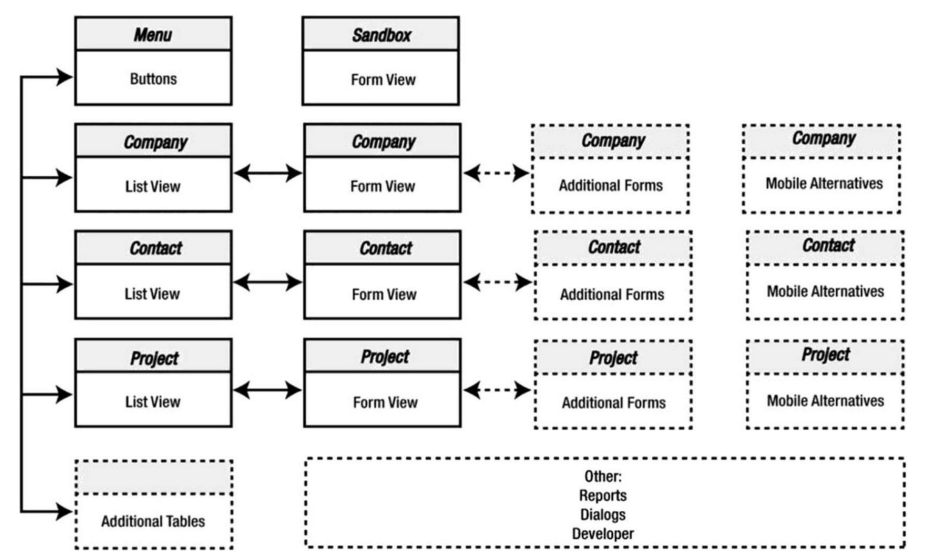 Menu
Buttons
Sandbox
Form View
Company
List View
Company
Form View
Company
Additional Forms
Company
Mobile Alternatives
Contact
List View
Contact
Form View
Contact
Additional Forms
Contact
Mobile Alternatives
Project
List View
Project
Form View
Project
Additional Forms
Project
Mobile Alternatives
Additional Tables
Other:
Reports
Dialogs
Developer